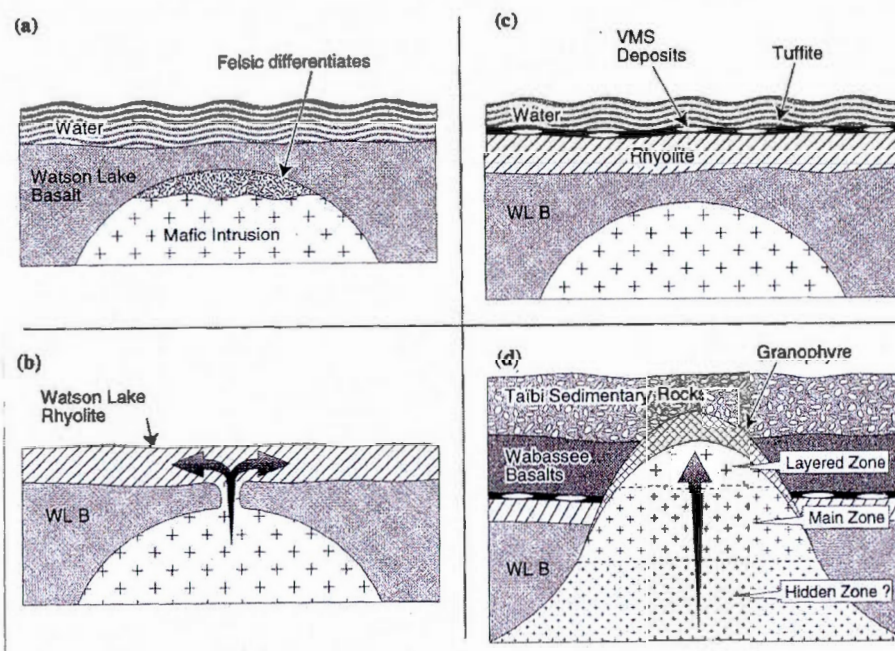 (a)
Felsic differentiates
Water
Watson Lake
Basalt
Mafic Intrusion
(b)
Watson Lake
Rhyolite
WL B
(c)
VMS
Deposits
Tuffite
Water
Rhyolite
WL B
(d)
Granophyre
Taïbi Sedimentary Rocks
Wabassee
Basalts
Layered Zone
Main Zone
WL B
Hidden Zone ?